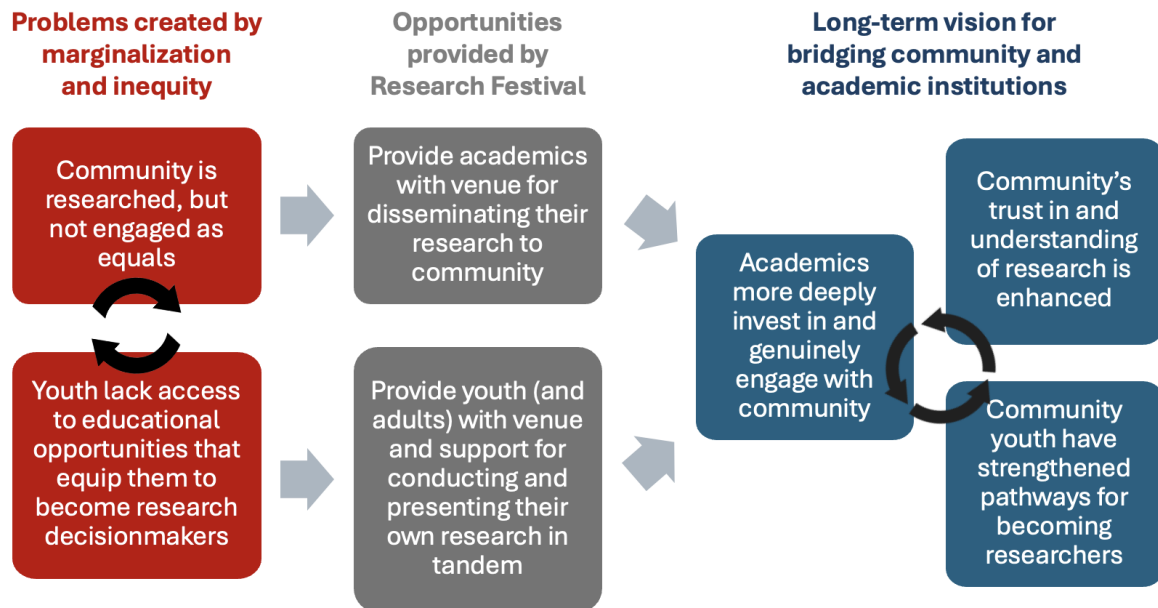 Problems created by
marginalization
and inequity
Opportunities
provided by
Research Festival
Long-term vision for
bridging community and
academic institutions
Community is
researched, but
not engaged as
equals
Youth lack access
to educational
opportunities that
equip them to
become research
decisionmakers
Provide academics
with venue for
disseminating their
research to
community
Provide youth (and
adults) with venue
and support for
conducting and
presenting their
own research in
tandem
Academics
more deeply
invest in and
genuinely
engage with
community
Community’s
trust in and
understanding
of research is
enhanced
Community
youth have
strengthened
pathways for
becoming
researchers